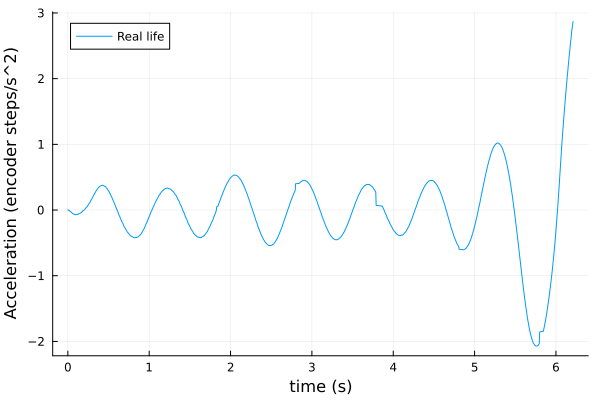 Acceleration (encoder steps/s^2)
3
2
1
0
−1
−2
Real life
0 1 2 3 4 5 6
time (s)